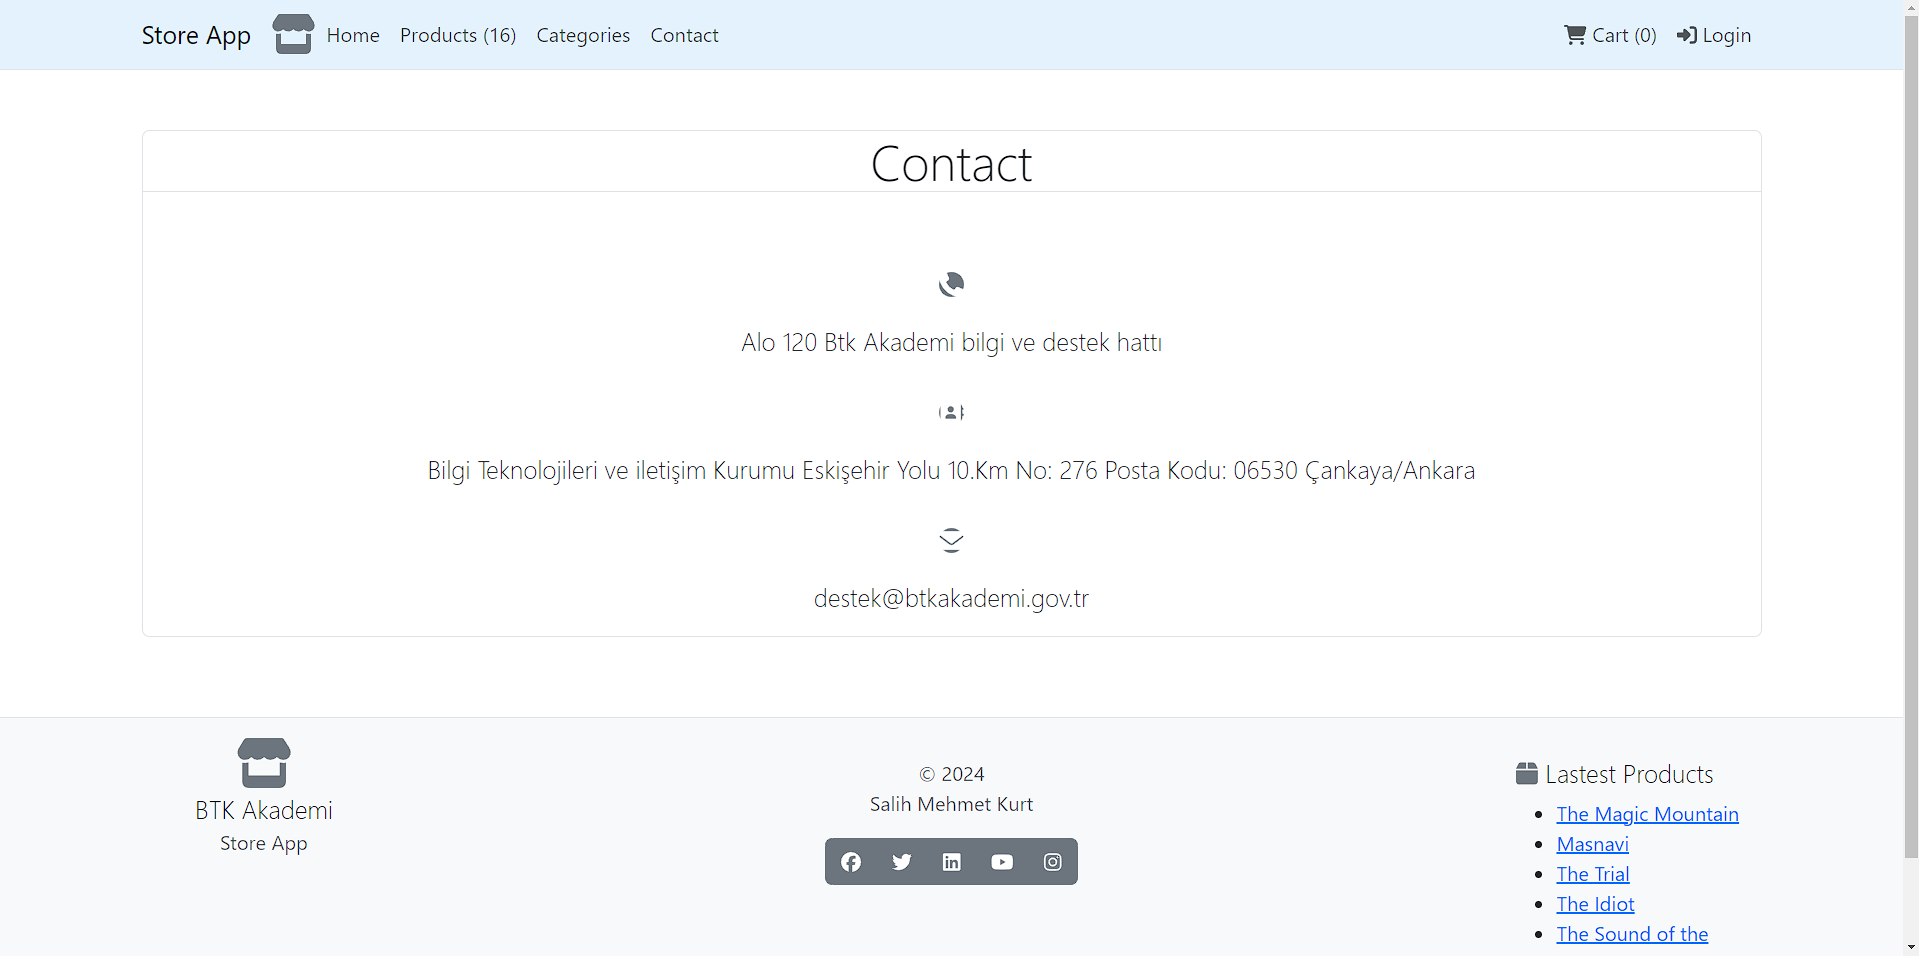 Store App
Home
Products (16)
Categories
Contact
Cart (0)
Login
Contact
Alo 120 Btk Akademi bilgi ve destek hattı
Bilgi Teknolojileri ve iletişim Kurumu Eskişehir Yolu 10.Km No: 276 Posta Kodu: 06530 Çankaya/Ankara
destek@btkakademi.gov.tr
BTK Akademi
Store App
© 2024
Salih Mehmet Kurt
Lastest Products
The Magic Mountain
Masnavi
The Trial
The Idiot
The Sound of the